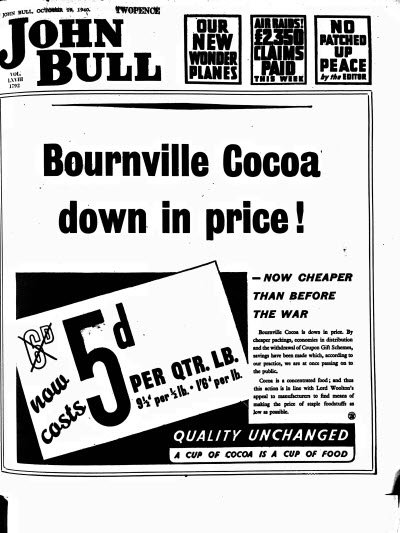 JOHN BULL, OCTOBER 19, 1940. TWOPENCE
JOHN
BULL
VOL.
LXVIII
1792
OUR
NEW
WONDER
PLANES
AIR RAIDS!
£2,350
CLAIMS
PAID
THIS WEEK
NO
PATCHED
UP
PEACE
by the EDITOR
Bournville Cocoa
down in price!
now
costs
5d
PER QTR. LB.
9½d per ½ lb. · 1'6d per lb.
—NOW CHEAPER
THAN BEFORE
THE WAR
Bournville Cocoa is down in price. By
cheaper packings, economies in distribution
and the withdrawal of Coupon Gift Schemes,
savings have been made which, according to
our practice, we are at once passing on to
the public.
Cocoa is a concentrated food; and thus
this action is in line with Lord Woolton's
appeal to manufacturers to find means of
making the price of staple foodstuffs as
low as possible.
QUALITY UNCHANGED
A CUP OF COCOA IS A CUP OF FOOD